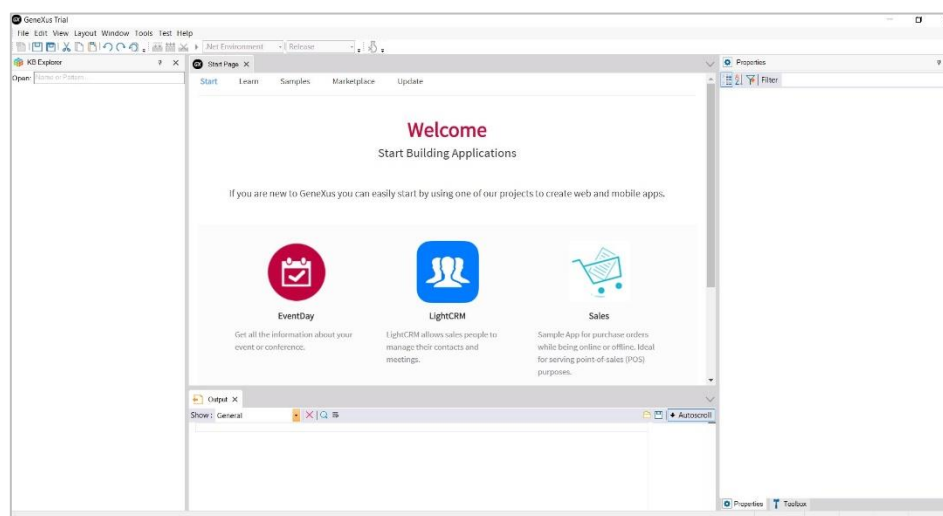 GeneXus Trial
File Edit View Layout Window Tools Test Help
.Net Environment Release
KB Explorer
Open: Name or Pattern...
Start Page
Start Learn Samples Marketplace Update
Welcome
Start Building Applications
If you are new to GeneXus you can easily start by using one of our projects to create web and mobile apps.
EventDay
Get all the information about your
event or conference.
LightCRM
LightCRM allows sales people to
manage their contacts and
meetings.
Sales
Sample App for purchase orders
while being online or offline. Ideal
for serving point-of-sales (POS)
purposes.
Output
Show: General
Autoscroll
Properties
Filter
Properties Toolbox